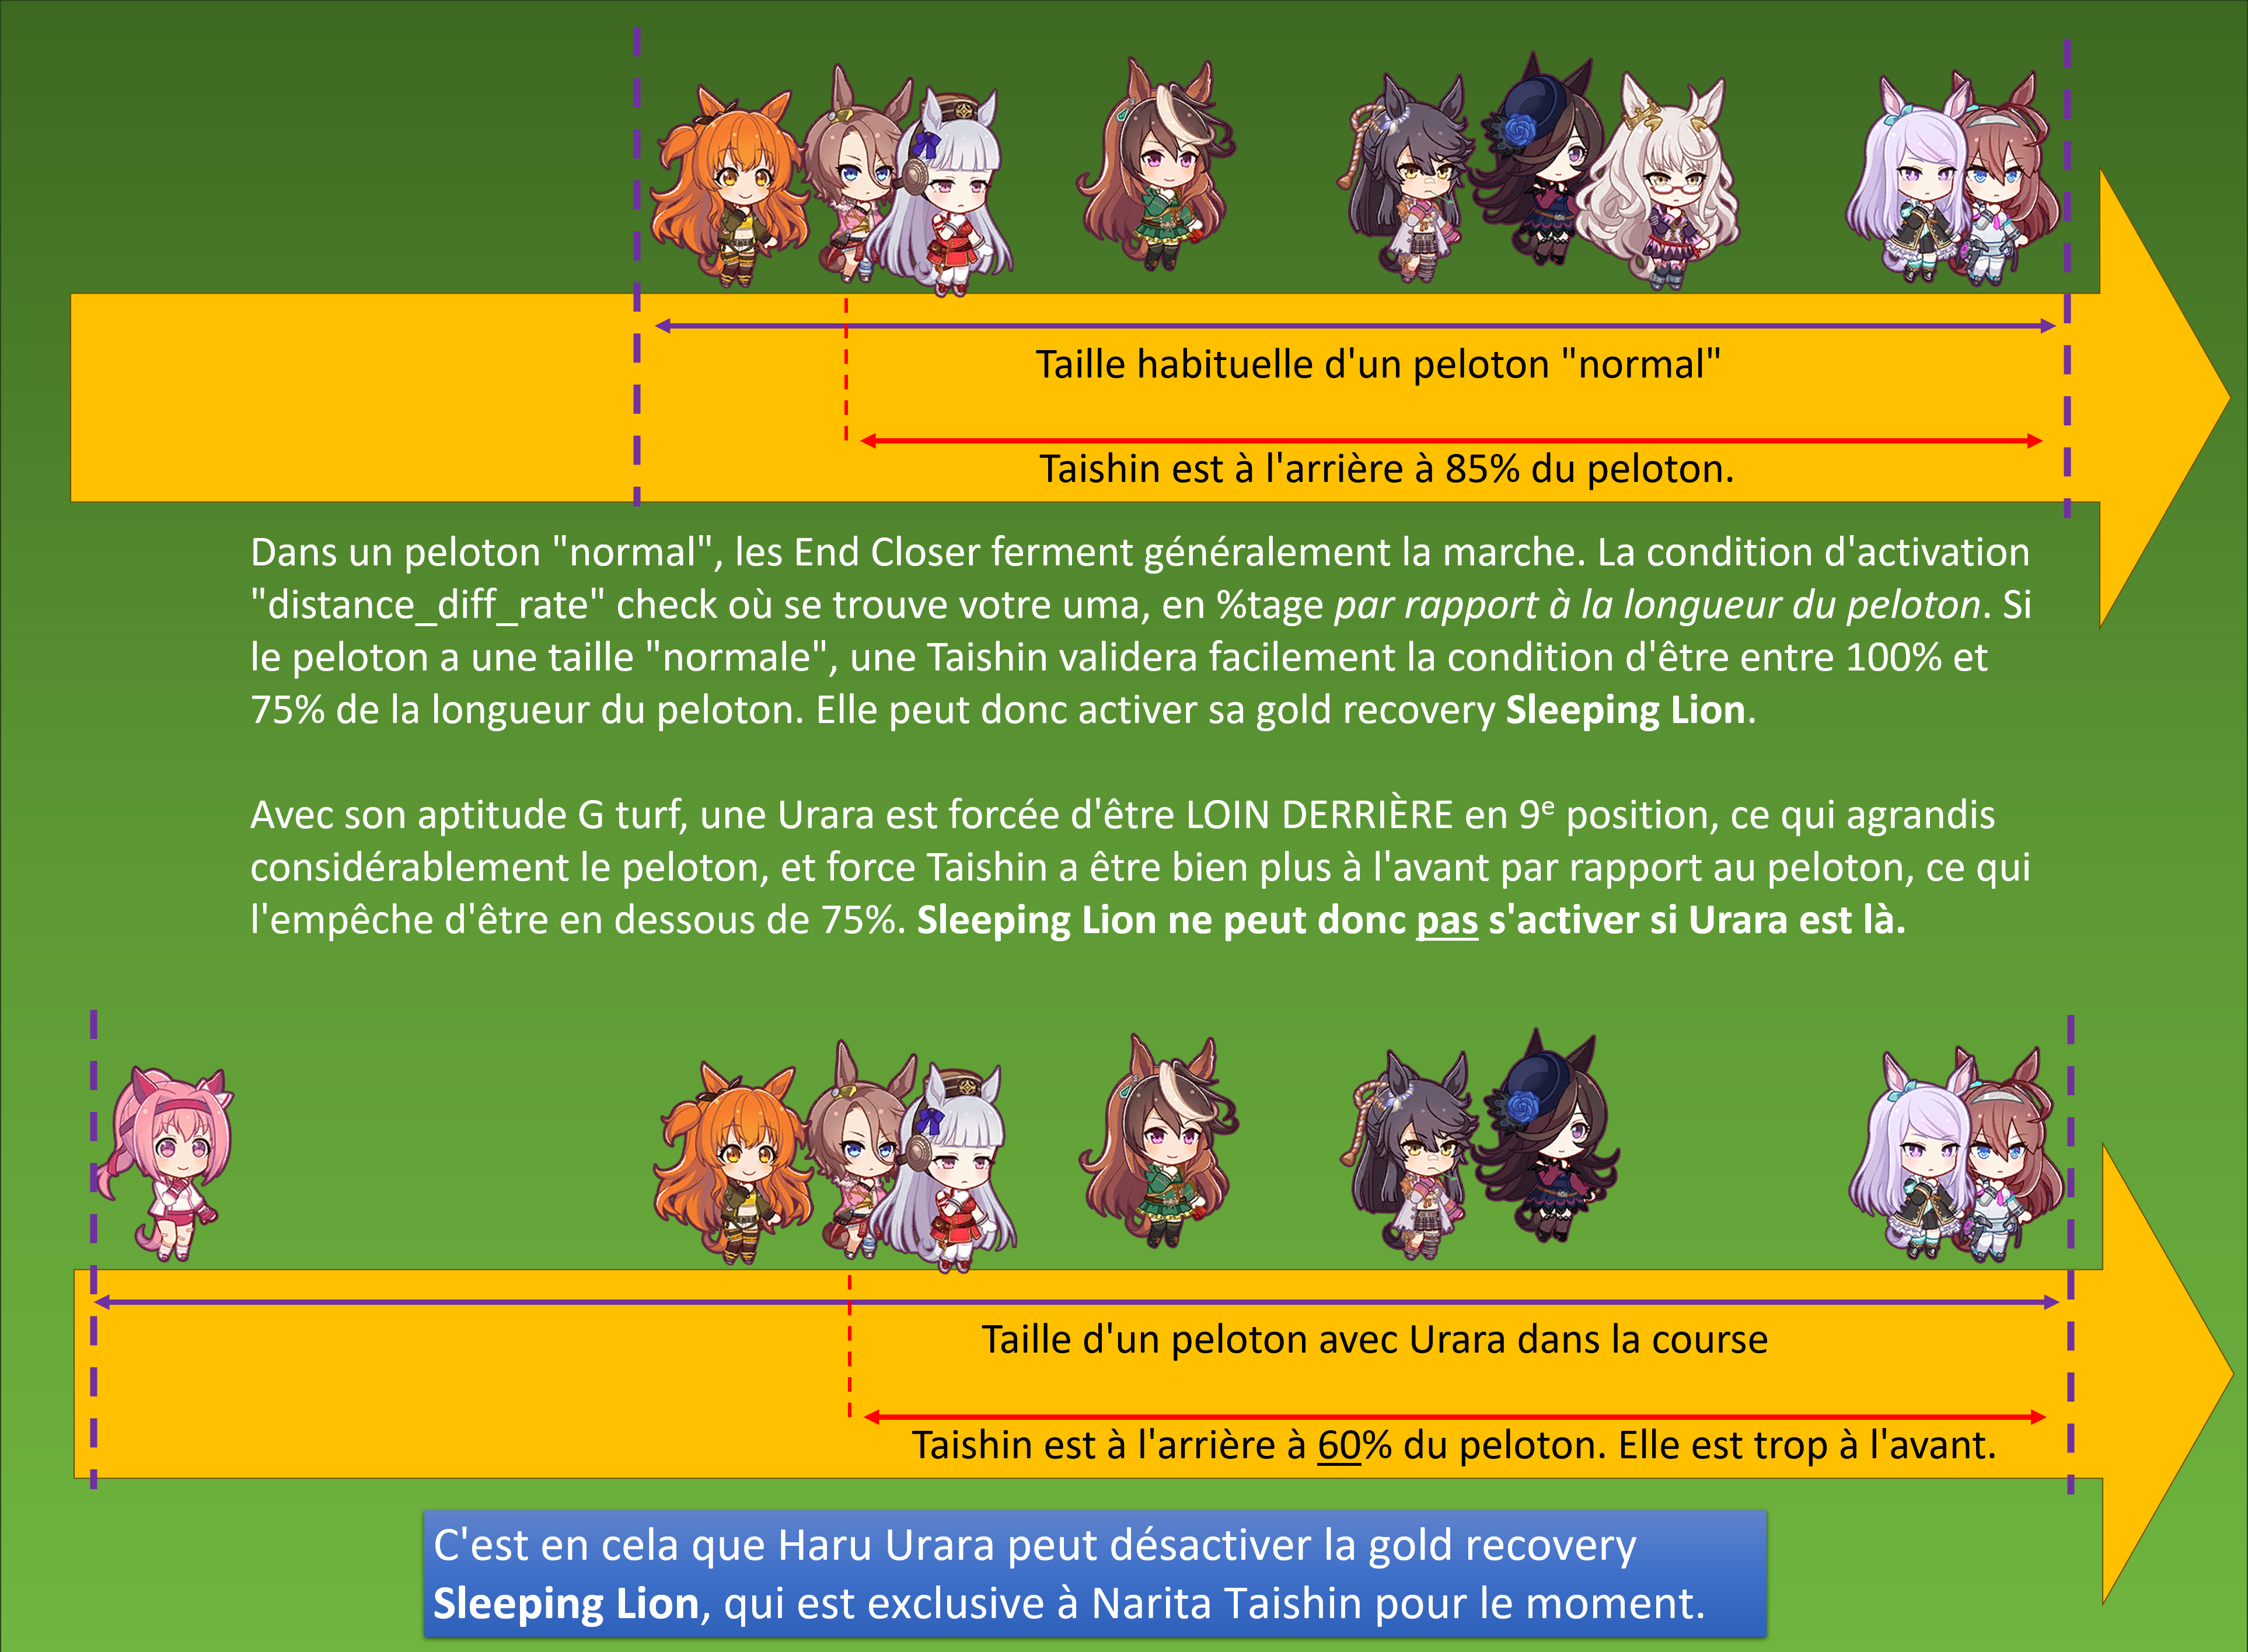 Taille habituelle d'un peloton "normal"
Taishin est à l'arrière à 85% du peloton.
Dans un peloton "normal", les End Closer ferment généralement la marche. La condition d'activation
"distance_diff_rate" check où se trouve votre uma, en %tage par rapport à la longueur du peloton. Si
le peloton a une taille "normale", une Taishin validera facilement la condition d'être entre 100% et
75% de la longueur du peloton. Elle peut donc activer sa gold recovery Sleeping Lion.
Avec son aptitude G turf, une Urara est forcée d'être LOIN DERRIÈRE en 9e position, ce qui agrandis
considérablement le peloton, et force Taishin a être bien plus à l'avant par rapport au peloton, ce qui
l'empêche d'être en dessous de 75%. Sleeping Lion ne peut donc pas s'activer si Urara est là.
Taille d'un peloton avec Urara dans la course
Taishin est à l'arrière à 60% du peloton. Elle est trop à l'avant.
C'est en cela que Haru Urara peut désactiver la gold recovery
Sleeping Lion, qui est exclusive à Narita Taishin pour le moment.